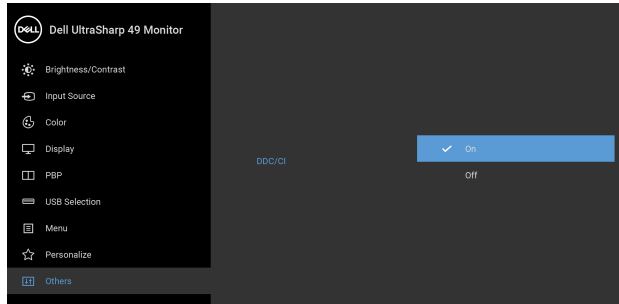 DELL Dell UltraSharp 49 Monitor
Brightness/Contrast
Input Source
Color
Display
PBP
USB Selection
Menu
Personalize
Others
DDC/CI
On
Off